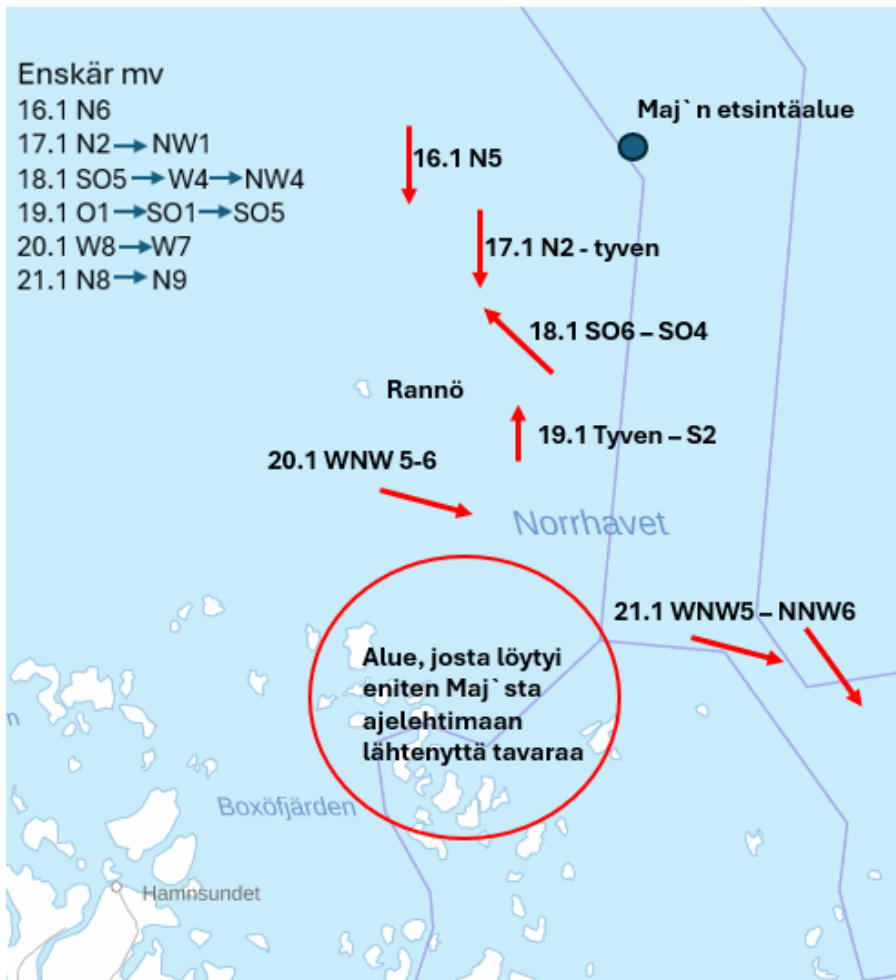 Enskär mv
16.1 N6
17.1 N2→NW1
18.1 SO5→W4→NW4
19.1 O1→SO1→SO5
20.1 W8→W7
21.1 N8→N9
Maj`n etsintäalue
16.1 N5
17.1 N2 - tyven
18.1 SO6 – SO4
Rannö
19.1 Tyven – S2
20.1 WNW 5-6
Norrhavet
21.1 WNW5 – NNW6
Alue, josta löytyi
eniten Maj`sta
ajelehtimaan
lähtenyttä tavaraa
n
Boxöfjärden
Hamnsundet